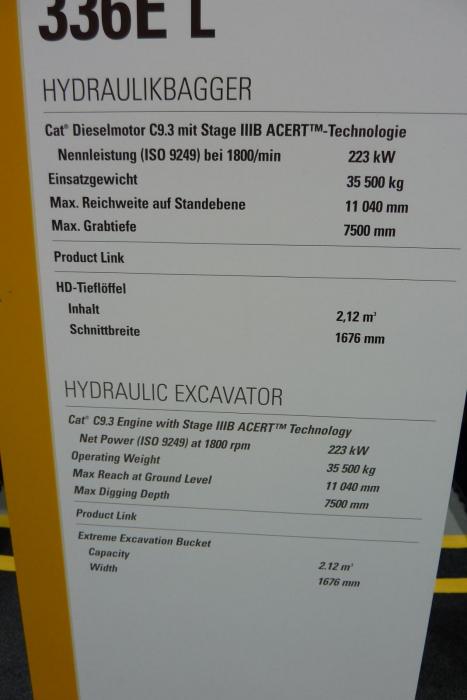 336E L
HYDRAULIKBAGGER
Cat® Dieselmotor C9.3 mit Stage IIIB ACERT™-Technologie
Nennleistung (ISO 9249) bei 1800/min 223 kW
Einsatzgewicht 35 500 kg
Max. Reichweite auf Standebene 11 040 mm
Max. Grabtiefe 7500 mm
Product Link
HD-Tieflöffel
Inhalt 2,12 m³
Schnittbreite 1676 mm
HYDRAULIC EXCAVATOR
Cat® C9.3 Engine with Stage IIIB ACERT™ Technology
Net Power (ISO 9249) at 1800 rpm 223 kW
Operating Weight 35 500 kg
Max Reach at Ground Level 11 040 mm
Max Digging Depth 7500 mm
Product Link
Extreme Excavation Bucket
Capacity 2.12 m³
Width 1676 mm